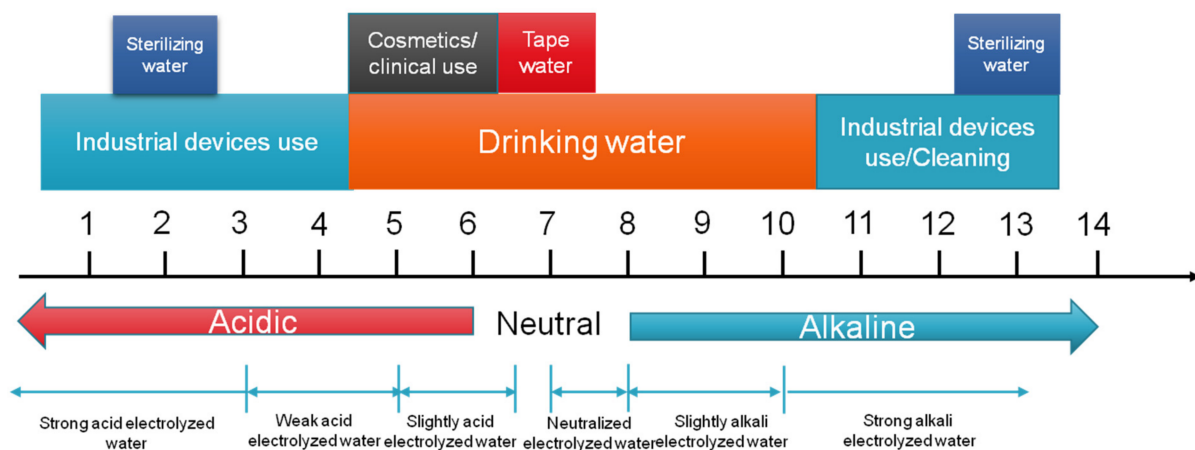 Sterilizing
water
Cosmetics/
clinical use
Tape
water
Sterilizing
water
Industrial devices use
Drinking water
Industrial devices
use/Cleaning
1 2 3 4 5 6 7 8 9 10 11 12 13 14
Acidic
Neutral
Alkaline
Strong acid electrolyzed
water
Weak acid
electrolyzed water
Slightly acid
electrolyzed water
Neutralized
electrolyzed water
Slightly alkali
electrolyzed water
Strong alkali
electrolyzed water